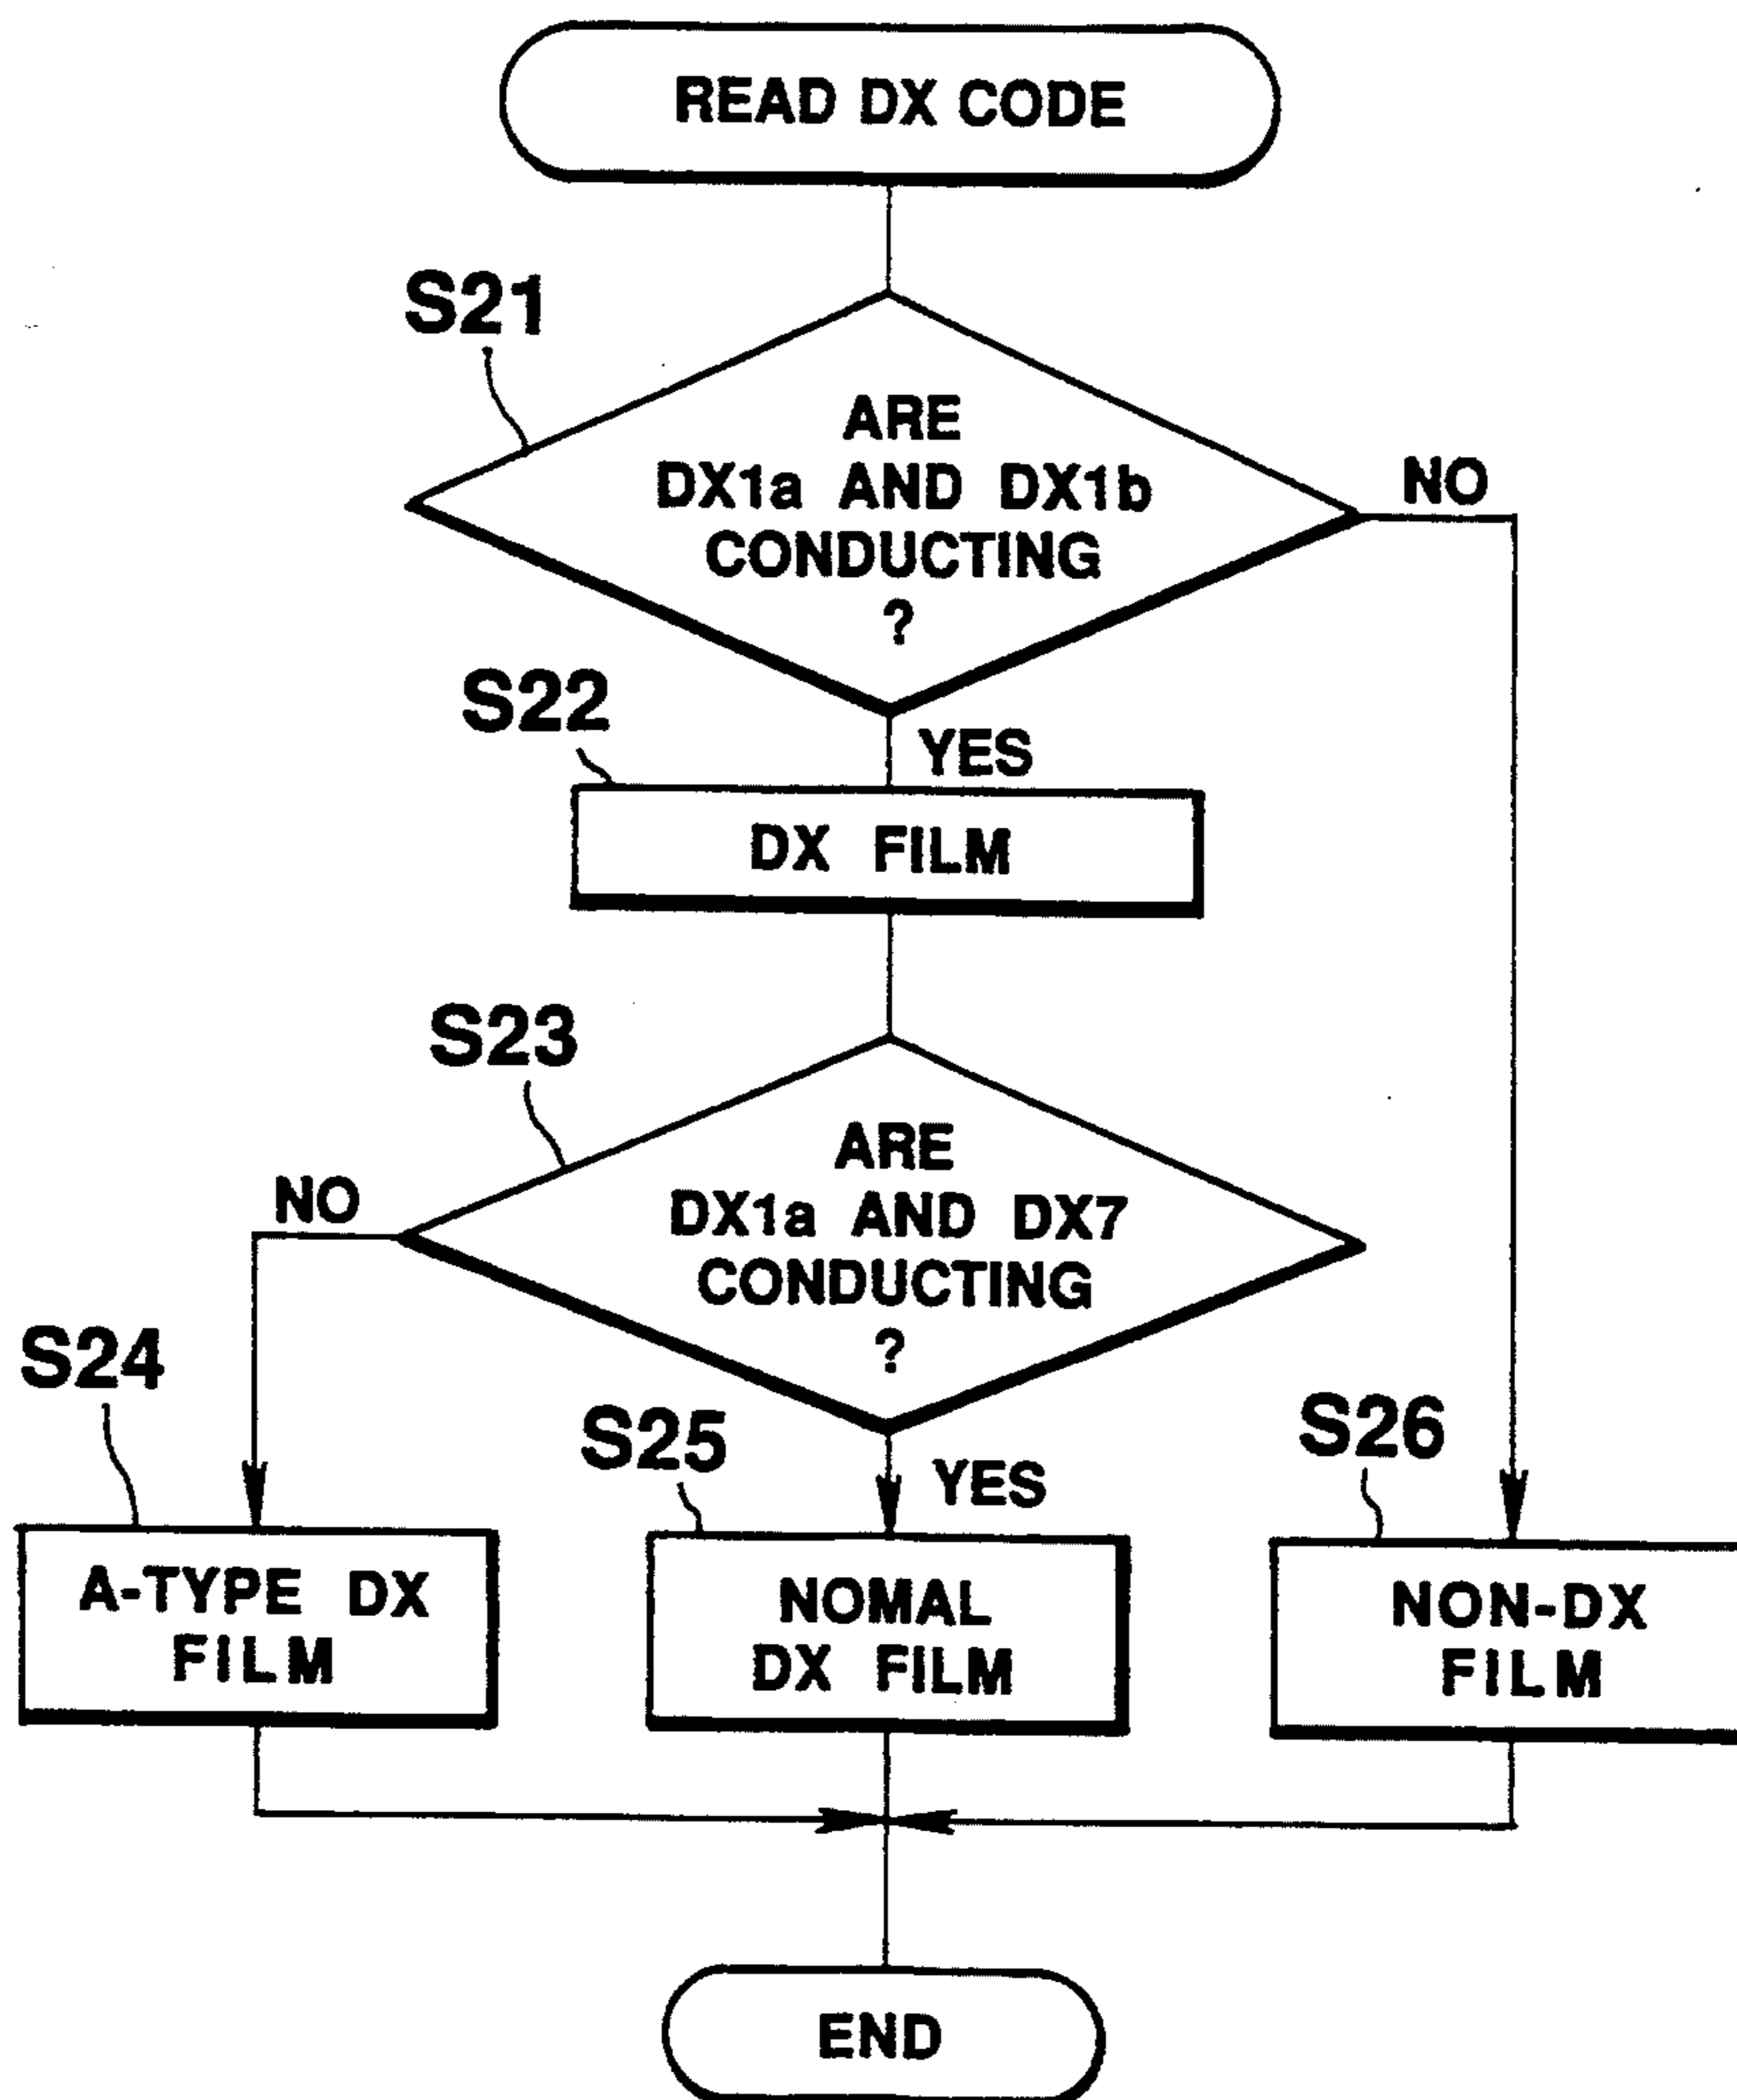 READ DX CODE
S21
ARE
DX1a AND DX1b
CONDUCTING
?
NO
S22
YES
DX FILM
S23
ARE
DX1a AND DX7
CONDUCTING
?
NO
S24
S25
YES
S26
A-TYPE DX
FILM
NOMAL
DX FILM
NON-DX
FILM
END